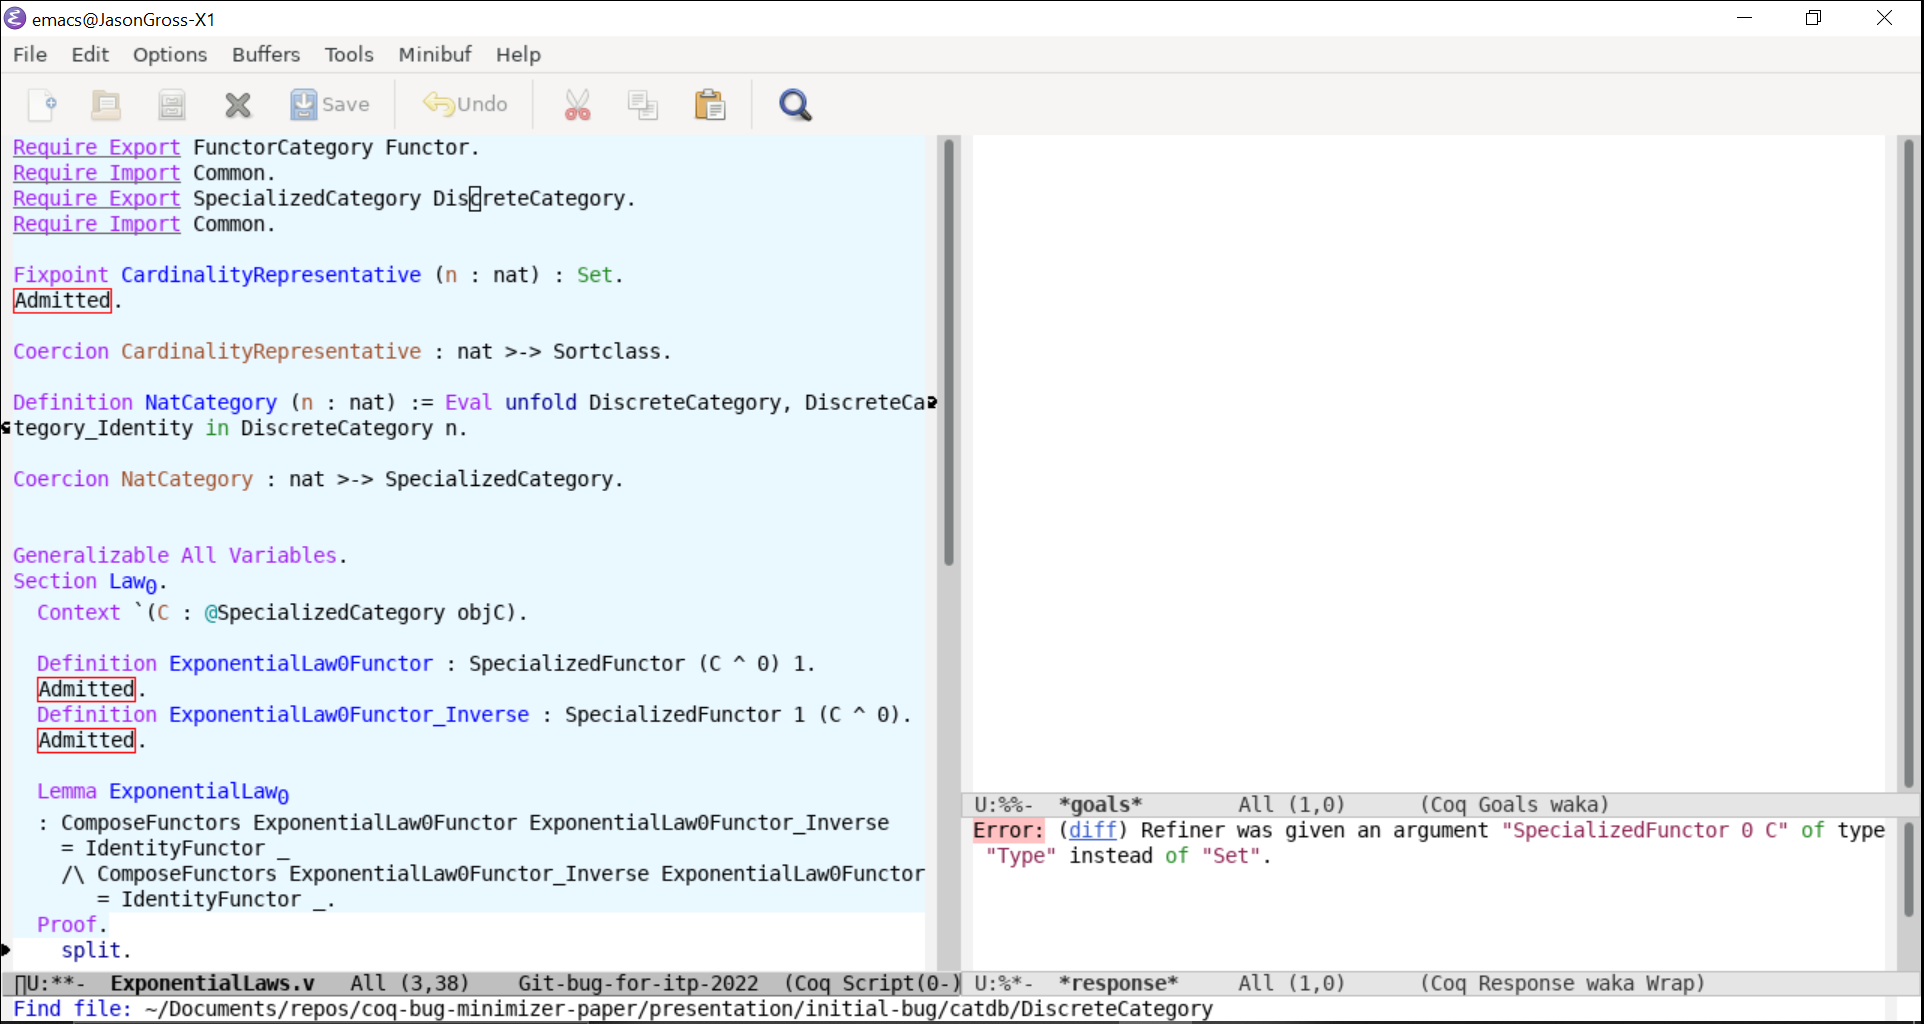 emacs@JasonGross-X1
File Edit Options Buffers Tools Minibuf Help
Save Undo
Require Export FunctorCategory Functor.
Require Import Common.
Require Export SpecializedCategory DiscreteCategory.
Require Import Common.
Fixpoint CardinalityRepresentative (n : nat) : Set.
Admitted.
Coercion CardinalityRepresentative : nat >-> Sortclass.
Definition NatCategory (n : nat) := Eval unfold DiscreteCategory, DiscreteCa
tegory_Identity in DiscreteCategory n.
Coercion NatCategory : nat >-> SpecializedCategory.
Generalizable All Variables.
Section Law₀.
Context `(C : @SpecializedCategory objC).
Definition ExponentialLaw0Functor : SpecializedFunctor (C ^ 0) 1.
Admitted.
Definition ExponentialLaw0Functor_Inverse : SpecializedFunctor 1 (C ^ 0).
Admitted.
Lemma ExponentialLaw₀
: ComposeFunctors ExponentialLaw0Functor ExponentialLaw0Functor_Inverse
= IdentityFunctor _
/\ ComposeFunctors ExponentialLaw0Functor_Inverse ExponentialLaw0Functor
= IdentityFunctor _.
Proof.
split.
U:**- ExponentialLaws.v All (3,38) Git-bug-for-itp-2022 (Coq Script(0-)
U:%%- *goals* All (1,0) (Coq Goals waka)
Error: (diff) Refiner was given an argument "SpecializedFunctor 0 C" of type
"Type" instead of "Set".
U:%*- *response* All (1,0) (Coq Response waka Wrap)
Find file: ~/Documents/repos/coq-bug-minimizer-paper/presentation/initial-bug/catdb/DiscreteCategory